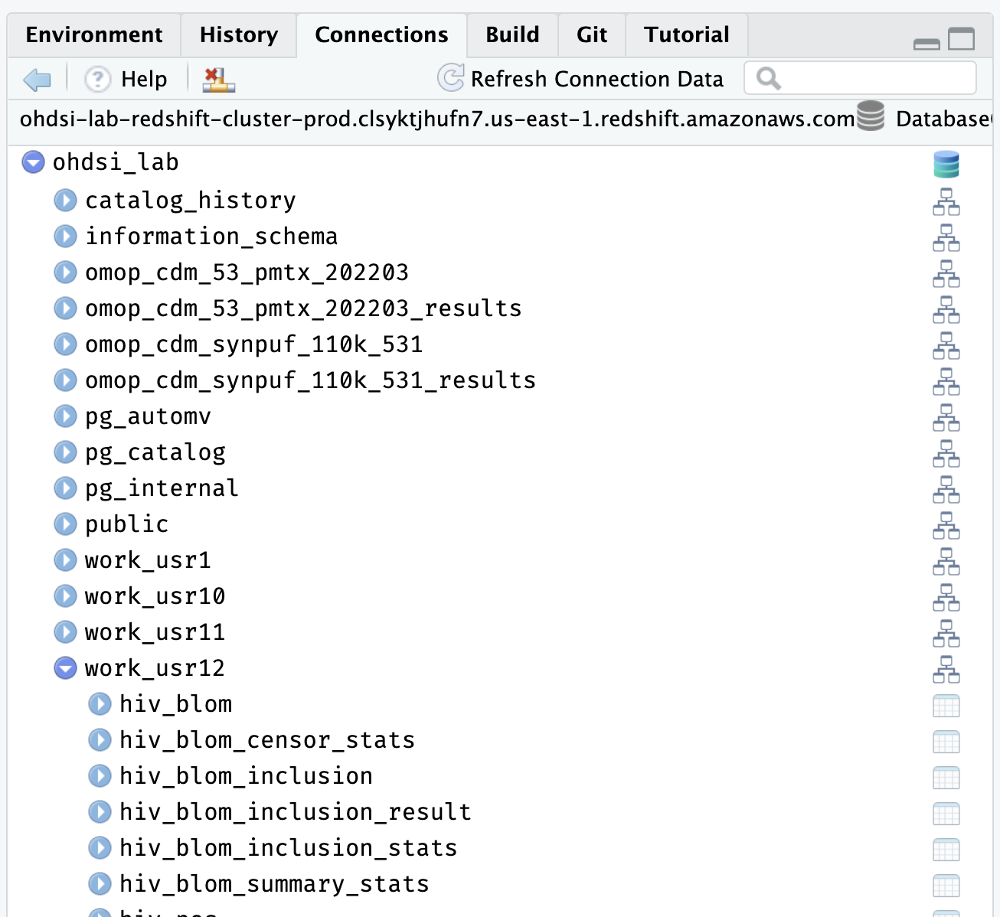 Environment History Connections Build Git Tutorial
Help Refresh Connection Data
ohdsi-lab-redshift-cluster-prod.clsyktjhufn7.us-east-1.redshift.amazonaws.com Database
ohdsi_lab
catalog_history
information_schema
omop_cdm_53_pmtx_202203
omop_cdm_53_pmtx_202203_results
omop_cdm_synpuf_110k_531
omop_cdm_synpuf_110k_531_results
pg_automv
pg_catalog
pg_internal
public
work_usr1
work_usr10
work_usr11
work_usr12
hiv_blom
hiv_blom_censor_stats
hiv_blom_inclusion
hiv_blom_inclusion_result
hiv_blom_inclusion_stats
hiv_blom_summary_stats